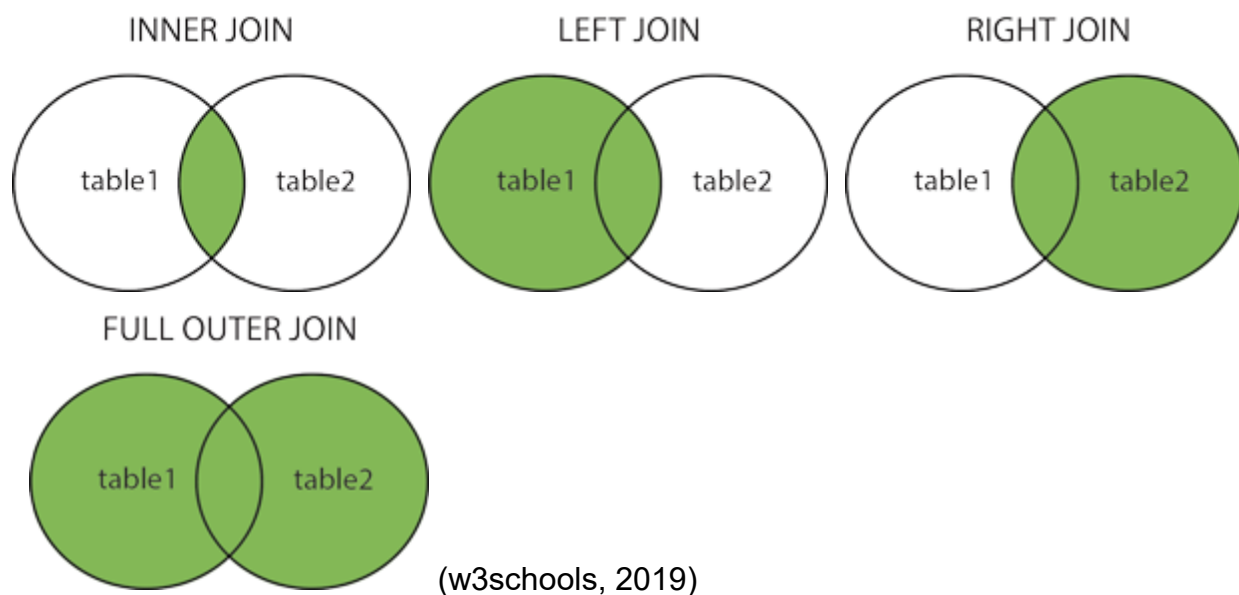 INNER JOIN
LEFT JOIN
RIGHT JOIN
table1
table2
table1
table2
table1
table2
FULL OUTER JOIN
table1
table2
(w3schools, 2019)